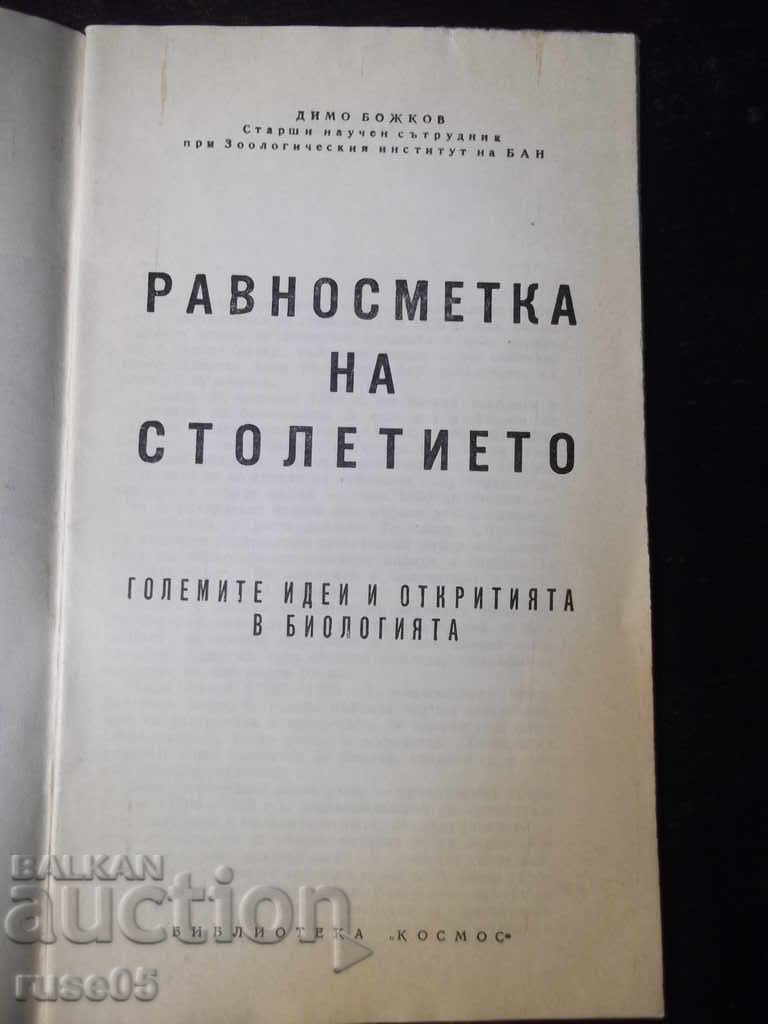 ДИМО БОЖКОВ
Старши научен сътрудник
при Зоологическия институт на БАН
РАВНОСМЕТКА
НА
СТОЛЕТИЕТО
ГОЛЕМИТЕ ИДЕИ И ОТКРИТИЯТА
В БИОЛОГИЯТА
BALKAN
auction
БИБЛИОТЕКА „КОСМОС“
ruse05